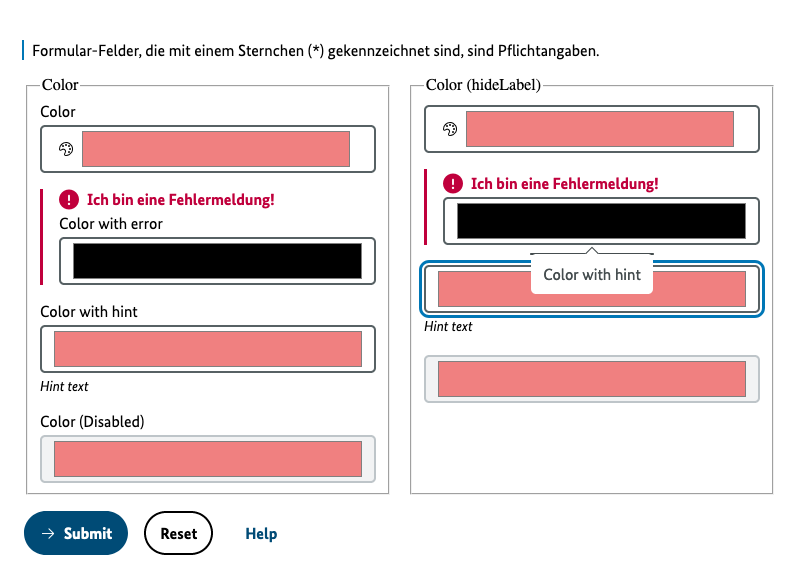 Formular-Felder, die mit einem Sternchen (*) gekennzeichnet sind, sind Pflichtangaben.
Color
Color
Ich bin eine Fehlermeldung!
Color with error
Color with hint
Hint text
Color (Disabled)
Color (hideLabel)
Ich bin eine Fehlermeldung!
Color with hint
Hint text
Submit
Reset
Help